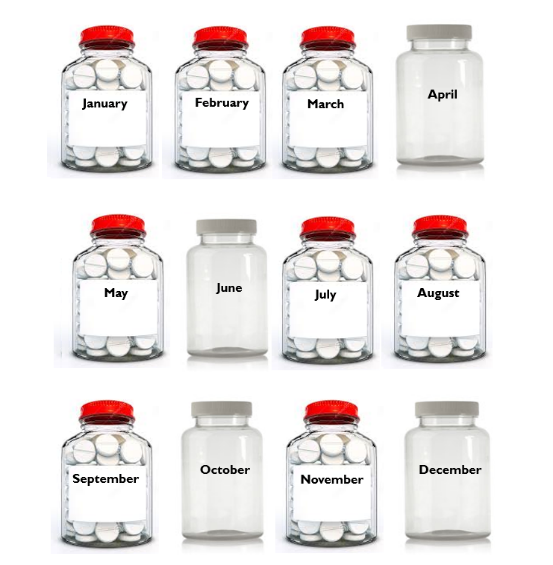 January
February
March
April
May
June
July
August
September
October
November
December